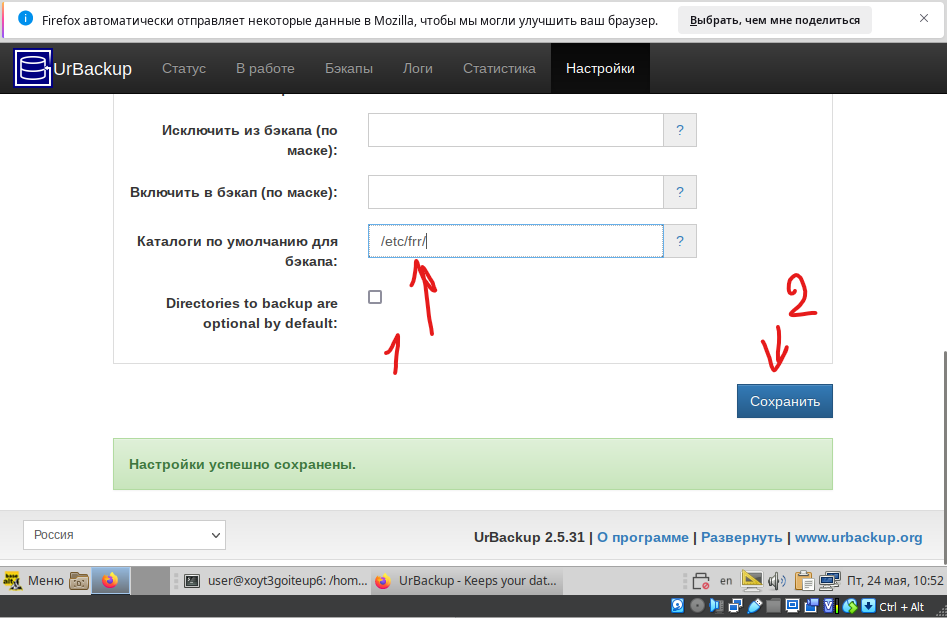 Firefox автоматически отправляет некоторые данные в Mozilla, чтобы мы могли улучшить ваш браузер. Выбрать, чем мне поделиться
UrBackup Статус В работе Бэкапы Логи Статистика Настройки
Исключить из бэкапа (по
маске):
?
Включить в бэкап (по маске):
?
Каталоги по умолчанию для
бэкапа:
/etc/frr/
?
Directories to backup are
optional by default:
1
2
Сохранить
Настройки успешно сохранены.
Россия
UrBackup 2.5.31 | О программе | Развернуть | www.urbackup.org
Меню user@xoyt3goiteup6: /hom... UrBackup - Keeps your dat... en Пт, 24 мая, 10:52
Ctrl + Alt